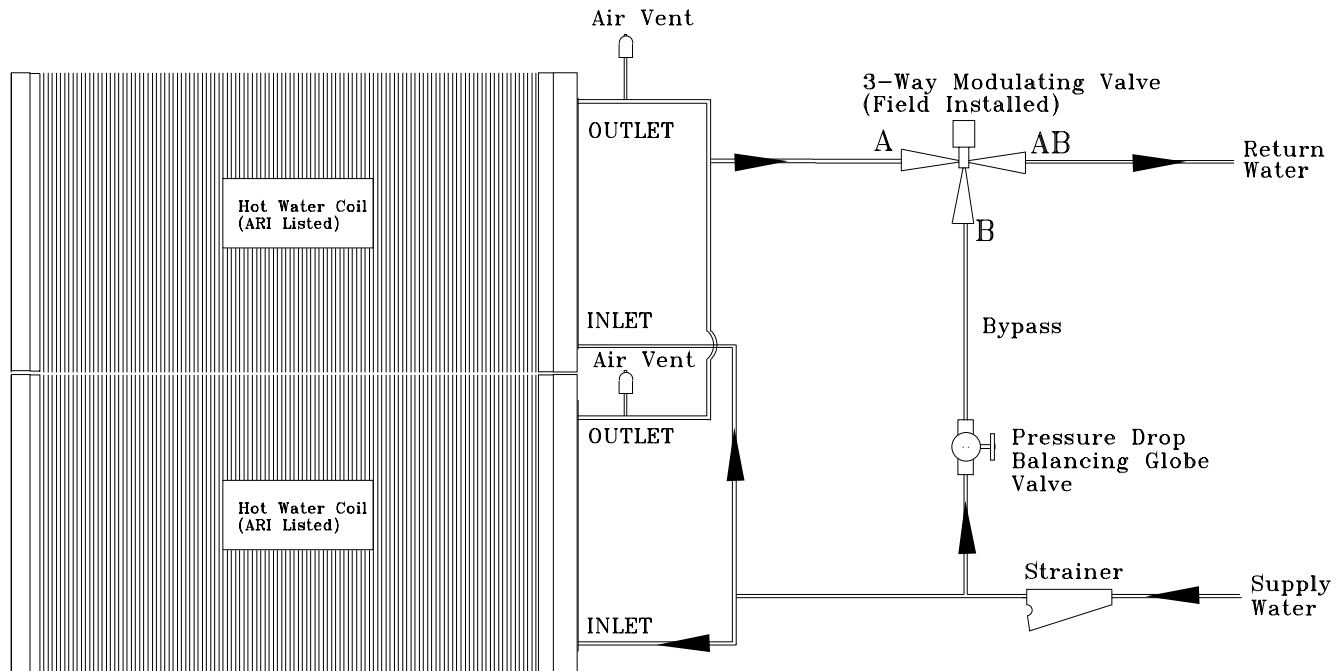 Air Vent
3-Way Modulating Valve
(Field Installed)
OUTLET
A
AB
Return
Water
Hot Water Coil
(ARI Listed)
B
INLET
Bypass
Air Vent
OUTLET
Pressure Drop
Balancing Globe
Valve
Hot Water Coil
(ARI Listed)
Strainer
Supply
Water
INLET